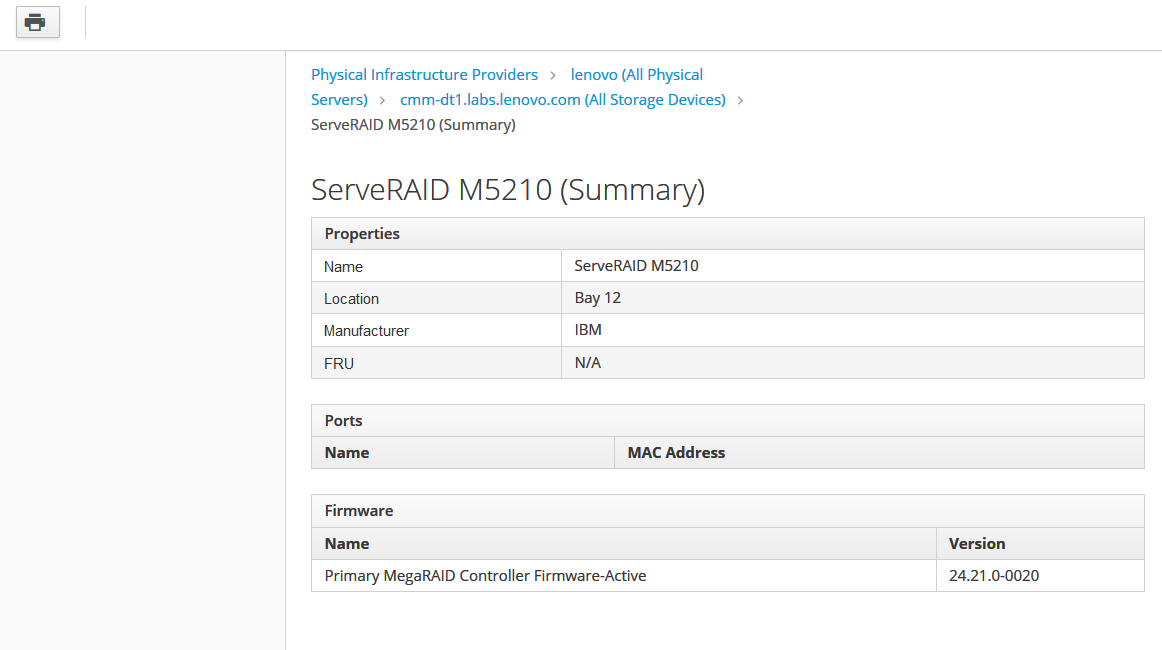 Physical Infrastructure Providers > lenovo (All Physical
Servers) > cmm-dt1.labs.lenovo.com (All Storage Devices) >
ServeRAID M5210 (Summary)
ServeRAID M5210 (Summary)
Properties
Name ServeRAID M5210
Location Bay 12
Manufacturer IBM
FRU N/A
Ports
Name MAC Address
Firmware
Name Version
Primary MegaRAID Controller Firmware-Active 24.21.0-0020